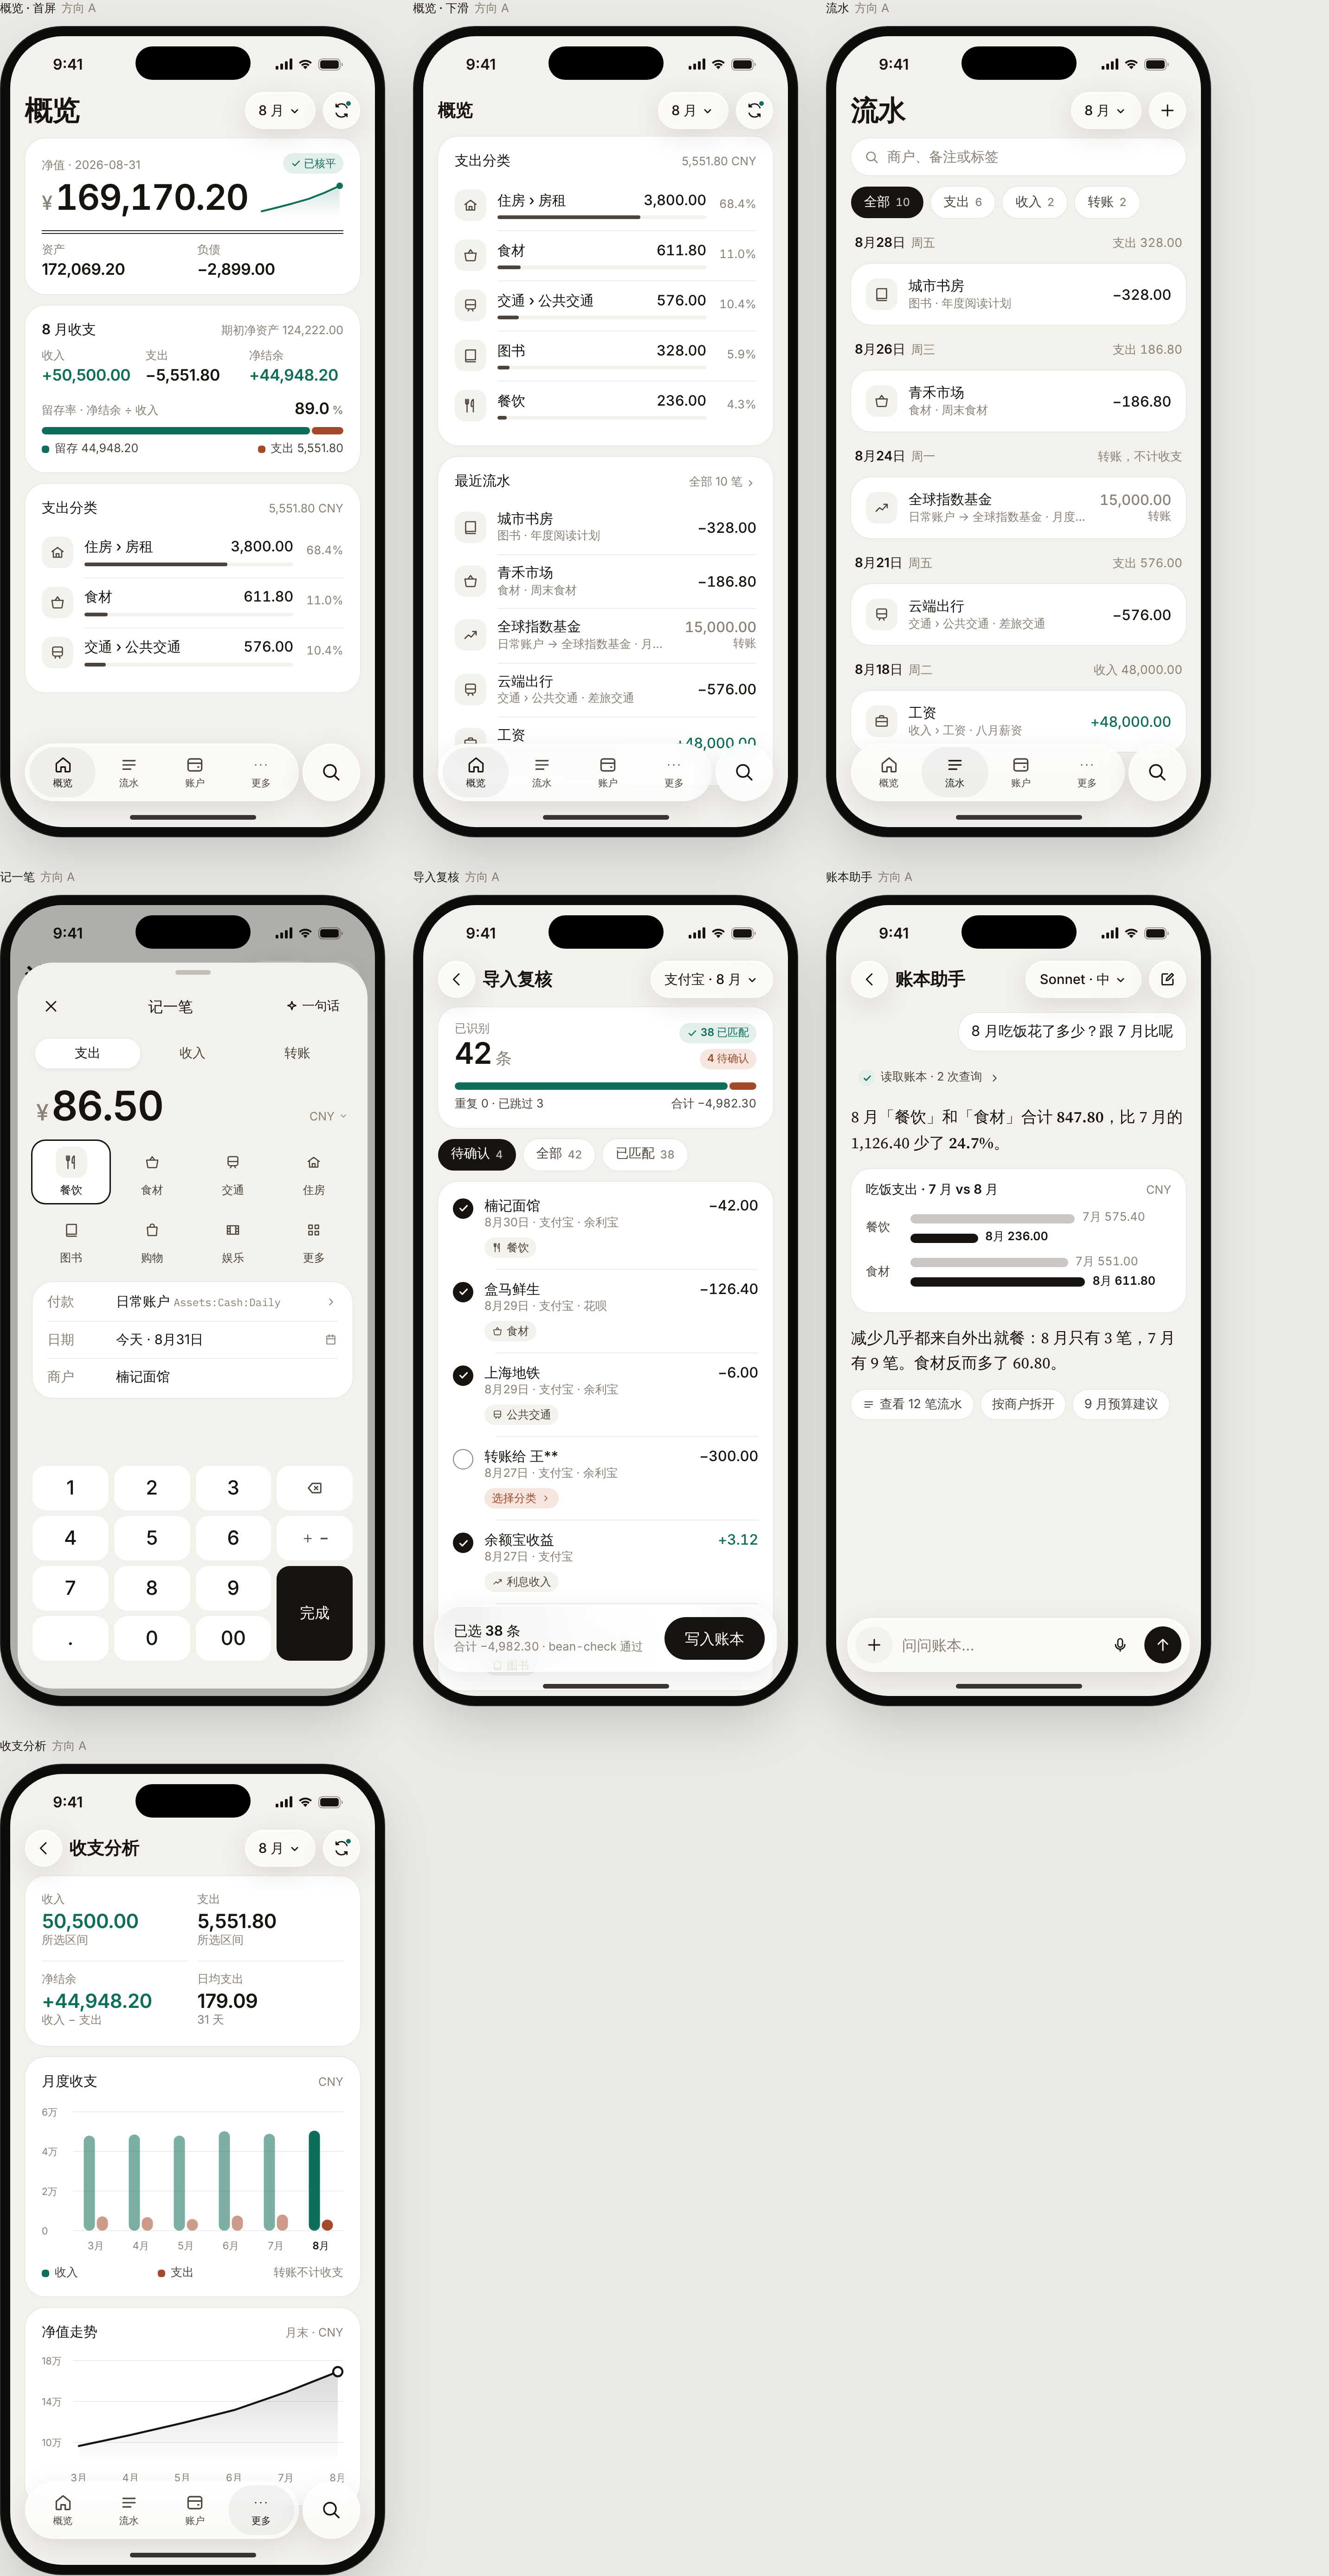 概览 · 首屏 方向 A
9:41
概览
8 月
净值 · 2026-08-31
已核平
¥ 169,170.20
资产 负债
172,069.20 −2,899.00
8 月收支 期初净资产 124,222.00
收入 支出 净结余
+50,500.00 −5,551.80 +44,948.20
留存率 · 净结余 ÷ 收入 89.0 %
留存 44,948.20 支出 5,551.80
支出分类 5,551.80 CNY
住房 › 房租 3,800.00 68.4%
食材 611.80 11.0%
交通 › 公共交通 576.00 10.4%
概览 流水 账户 更多
概览 · 下滑 方向 A
9:41
概览
8 月
支出分类 5,551.80 CNY
住房 › 房租 3,800.00 68.4%
食材 611.80 11.0%
交通 › 公共交通 576.00 10.4%
图书 328.00 5.9%
餐饮 236.00 4.3%
最近流水 全部 10 笔 ›
城市书房 −328.00
图书 · 年度阅读计划
青禾市场 −186.80
食材 · 周末食材
全球指数基金 15,000.00
日常账户 → 全球指数基金 · 月... 转账
云端出行 −576.00
交通 › 公共交通 · 差旅交通
工资 +48,000.00
概览 流水 账户 更多
流水 方向 A
9:41
流水
8 月
商户、备注或标签
全部 10 支出 6 收入 2 转账 2
8月28日 周五 支出 328.00
城市书房 −328.00
图书 · 年度阅读计划
8月26日 周三 支出 186.80
青禾市场 −186.80
食材 · 周末食材
8月24日 周一 转账，不计收支
全球指数基金 15,000.00
日常账户 → 全球指数基金 · 月度... 转账
8月21日 周五 支出 576.00
云端出行 −576.00
交通 › 公共交通 · 差旅交通
8月18日 周二 收入 48,000.00
工资 +48,000.00
收入 › 工资 · 八月薪资
概览 流水 账户 更多
记一笔 方向 A
9:41
记一笔
一句话
支出 收入 转账
¥ 86.50 CNY
餐饮 食材 交通 住房
图书 购物 娱乐 更多
付款 日常账户 Assets:Cash:Daily ›
日期 今天 · 8月31日
商户 楠记面馆
1 2 3
4 5 6 + −
7 8 9
完成
. 0 00
导入复核 方向 A
9:41
导入复核
支付宝 · 8 月
已识别
42 条
38 已匹配
4 待确认
重复 0 · 已跳过 3 合计 −4,982.30
待确认 4 全部 42 已匹配 38
楠记面馆 −42.00
8月30日 · 支付宝 · 余利宝
餐饮
盒马鲜生 −126.40
8月29日 · 支付宝 · 花呗
食材
上海地铁 −6.00
8月29日 · 支付宝 · 余利宝
公共交通
转账给 王** −300.00
8月27日 · 支付宝 · 余利宝
选择分类 ›
余额宝收益 +3.12
8月27日 · 支付宝
利息收入
已选 38 条
合计 −4,982.30 · bean-check 通过
写入账本
图书
账本助手 方向 A
9:41
账本助手
Sonnet · 中
8 月吃饭花了多少？跟 7 月比呢
读取账本 · 2 次查询 ›
8 月「餐饮」和「食材」合计 847.80，比 7 月的
1,126.40 少了 24.7%。
吃饭支出 · 7 月 vs 8 月 CNY
餐饮
7月 575.40
8月 236.00
食材
7月 551.00
8月 611.80
减少几乎都来自外出就餐：8 月只有 3 笔，7 月
有 9 笔。食材反而多了 60.80。
查看 12 笔流水 按商户拆开 9 月预算建议
问问账本...
收支分析 方向 A
9:41
收支分析
8 月
收入 支出
50,500.00 5,551.80
所选区间 所选区间
净结余 日均支出
+44,948.20 179.09
收入 − 支出 31 天
月度收支 CNY
6万
4万
2万
0
3月 4月 5月 6月 7月 8月
收入 支出 转账不计收支
净值走势 月末 · CNY
18万
14万
10万
3月 4月 5月 6月 7月 8月
概览 流水 账户 更多